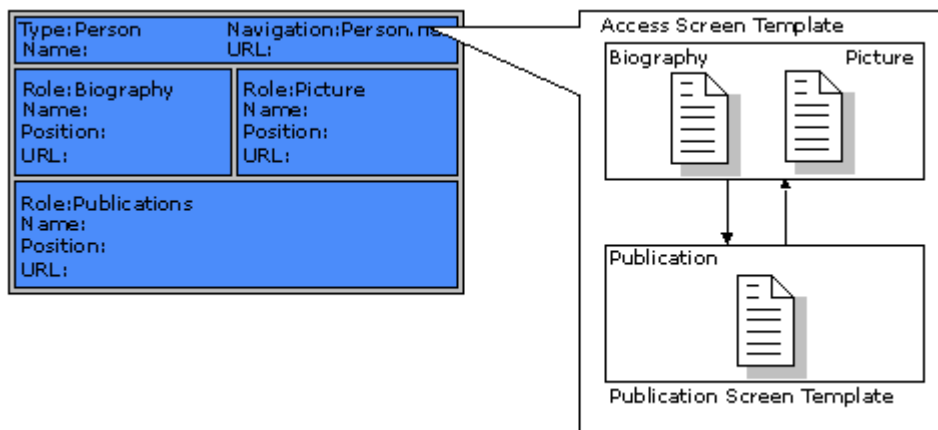 Type:Person Navigation:Person.
Name: URL:
Role:Biography
Name:
Position:
URL:
Role:Picture
Name:
Position:
URL:
Role:Publications
Name:
Position:
URL:
Access Screen Template
Biography Picture
Publication
Publication Screen Template